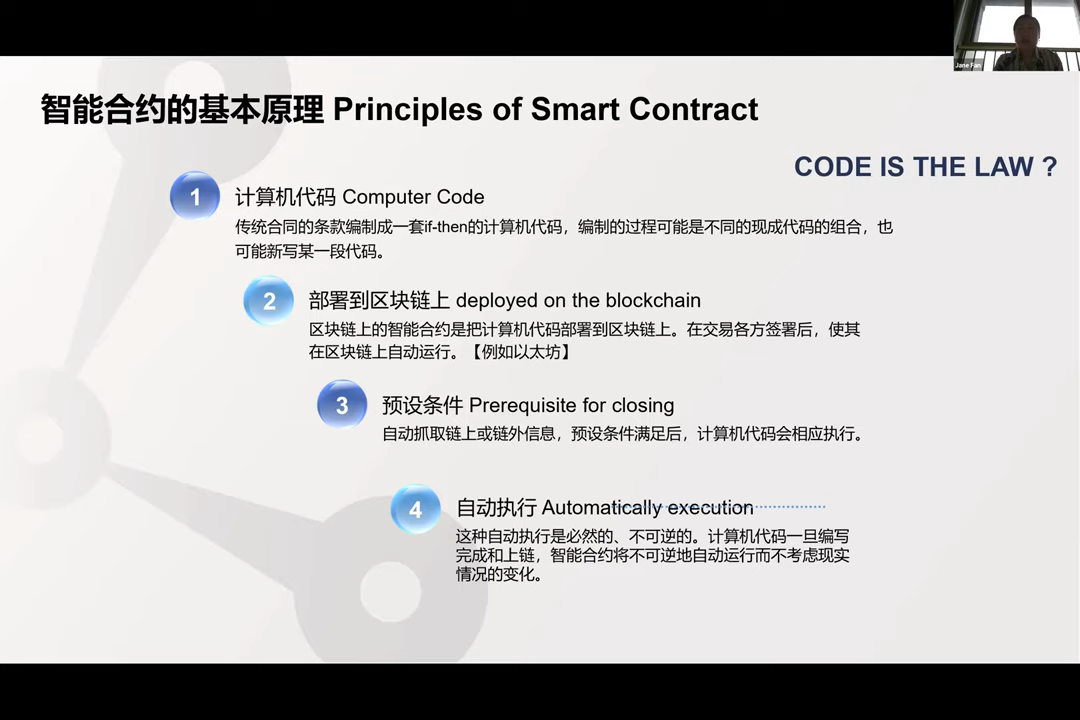 Jane Fan
智能合约的基本原理 Principles of Smart Contract
CODE IS THE LAW ?
1
计算机代码 Computer Code
传统合同的条款编制成一套if-then的计算机代码，编制的过程可能是不同的现成代码的组合，也
可能新写某一段代码。
2
部署到区块链上 deployed on the blockchain
区块链上的智能合约是把计算机代码部署到区块链上。在交易各方签署后，使其
在区块链上自动运行。【例如以太坊】
3
预设条件 Prerequisite for closing
自动抓取链上或链外信息，预设条件满足后，计算机代码会相应执行。
4
自动执行 Automatically execution
这种自动执行是必然的、不可逆的。计算机代码一旦编写
完成和上链，智能合约将不可逆地自动运行而不考虑现实
情况的变化。